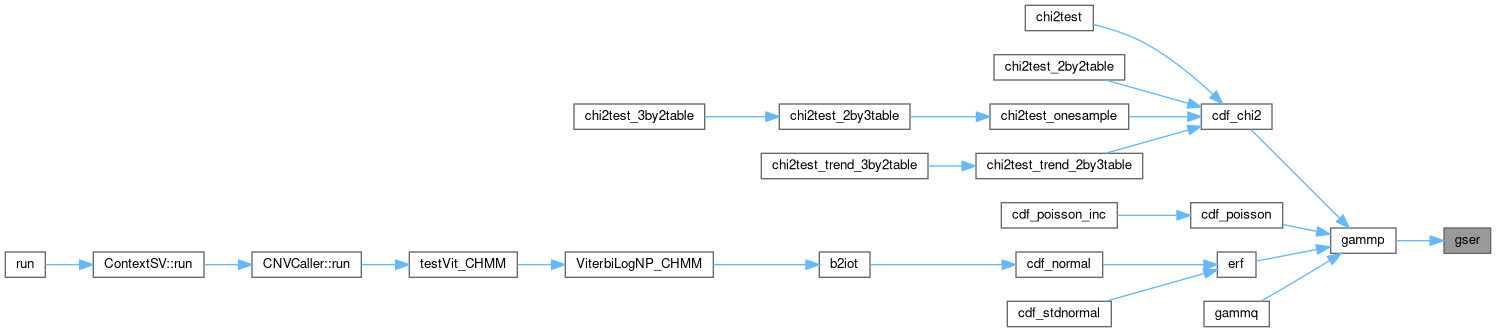 chi2test
chi2test_2by2table
chi2test_3by2table
chi2test_2by3table
chi2test_onesample
cdf_chi2
chi2test_trend_3by2table
chi2test_trend_2by3table
cdf_poisson_inc
cdf_poisson
gammp
gser
run
ContextSV::run
CNVCaller::run
testVit_CHMM
ViterbiLogNP_CHMM
b2iot
cdf_normal
erf
cdf_stdnormal
gammq